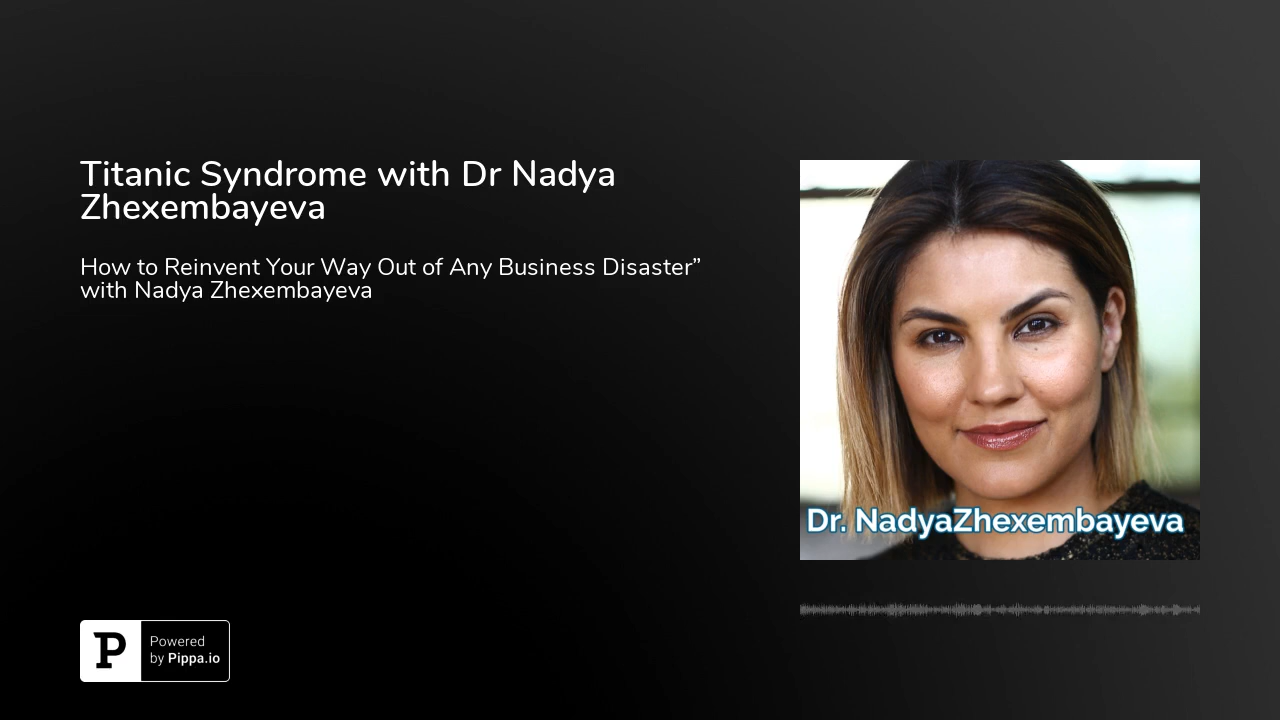 Titanic Syndrome with Dr Nadya
Zhexembayeva
How to Reinvent Your Way Out of Any Business Disaster”
with Nadya Zhexembayeva
Dr. NadyaZhexembayeva
P
Powered
by Pippa.io